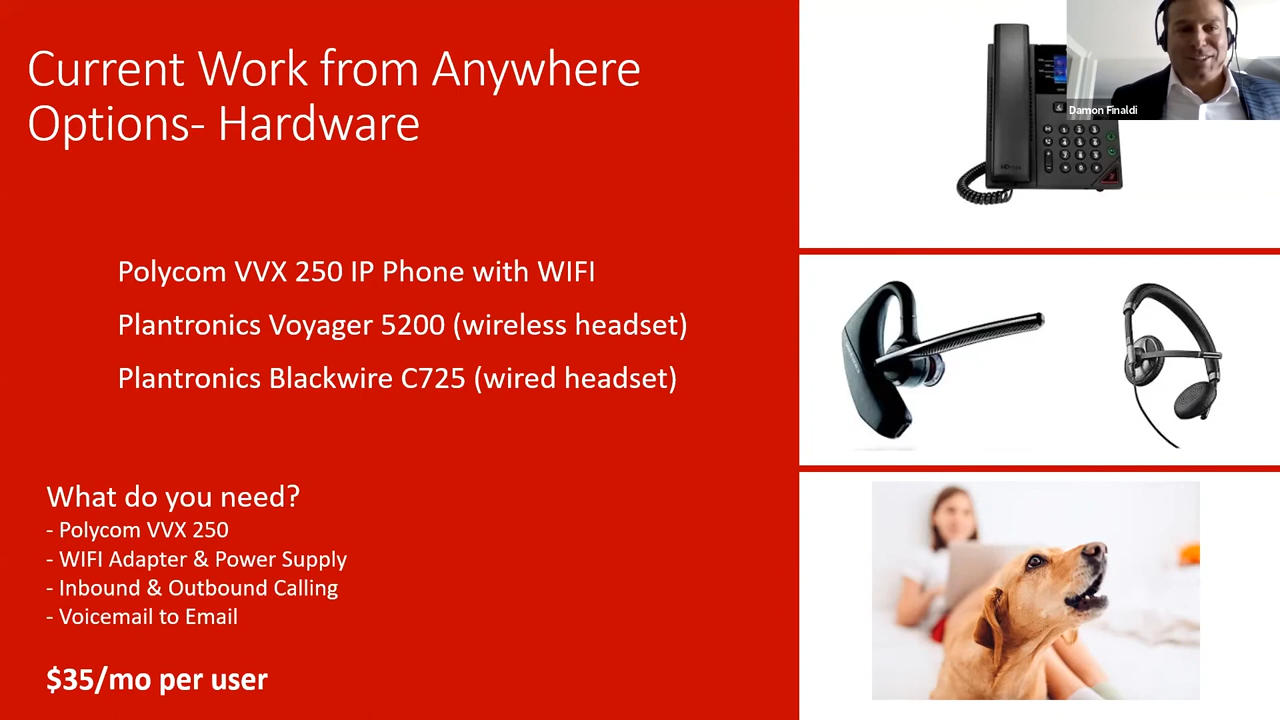 Current Work from Anywhere
Options- Hardware
Damon Finaldi
Polycom VVX 250 IP Phone with WIFI
Plantronics Voyager 5200 (wireless headset)
Plantronics Blackwire C725 (wired headset)
What do you need?
- Polycom VVX 250
- WIFI Adapter & Power Supply
- Inbound & Outbound Calling
- Voicemail to Email
$35/mo per user